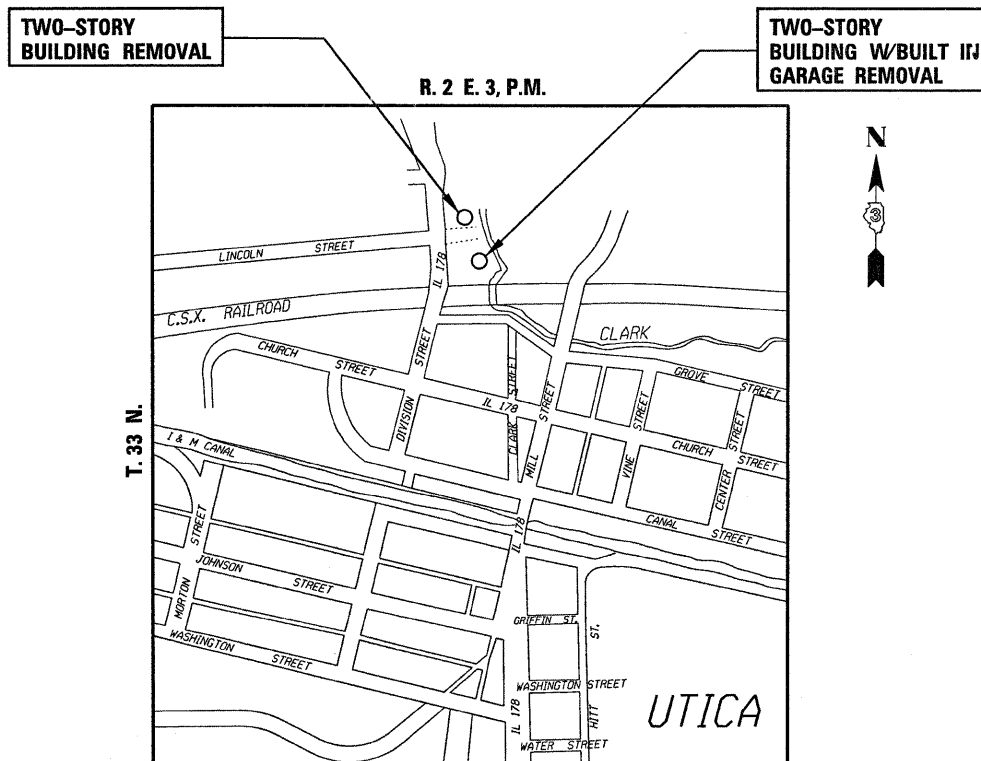 TWO-STORY
BUILDING REMOVAL
TWO-STORY
BUILDING W/BUILT IN
GARAGE REMOVAL
R. 2 E. 3, P.M.
N
3
T. 33 N.
LINCOLN STREET
IL 178
C.S.X. RAILROAD
CLARK
CHURCH STREET
DIVISION STREET
IL 178
CLARK STREET
MILL STREET
GROVE STREET
VINE STREET
CHURCH STREET
CENTER STREET
I & M CANAL
CANAL STREET
IL 178
MORTON STREET
JOHNSON STREET
WASHINGTON STREET
GRIFFIN ST.
HITT ST.
WASHINGTON STREET
IL 178
WATER STREET
UTICA